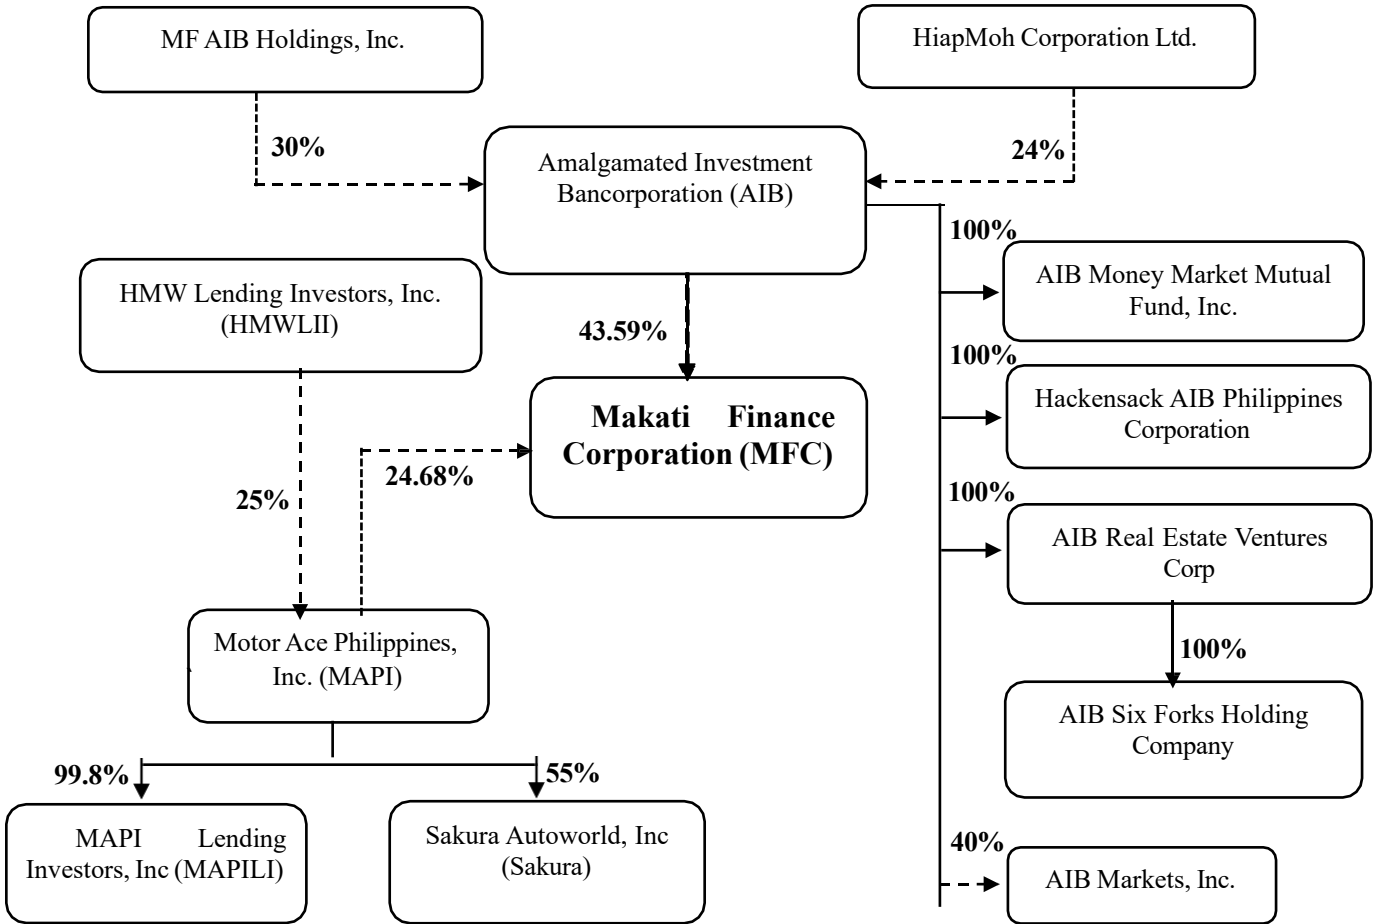 MF AIB Holdings, Inc.
HiapMoh Corporation Ltd.
30%
24%
Amalgamated Investment
Bancorporation (AIB)
100%
AIB Money Market Mutual
Fund, Inc.
HMW Lending Investors, Inc.
(HMWLII)
43.59%
100%
Hackensack AIB Philippines
Corporation
Makati Finance
Corporation (MFC)
24.68%
25%
100%
AIB Real Estate Ventures
Corp
100%
Motor Ace Philippines,
Inc. (MAPI)
AIB Six Forks Holding
Company
99.8%
55%
MAPI Lending
Investors, Inc (MAPILI)
Sakura Autoworld, Inc
(Sakura)
40%
AIB Markets, Inc.